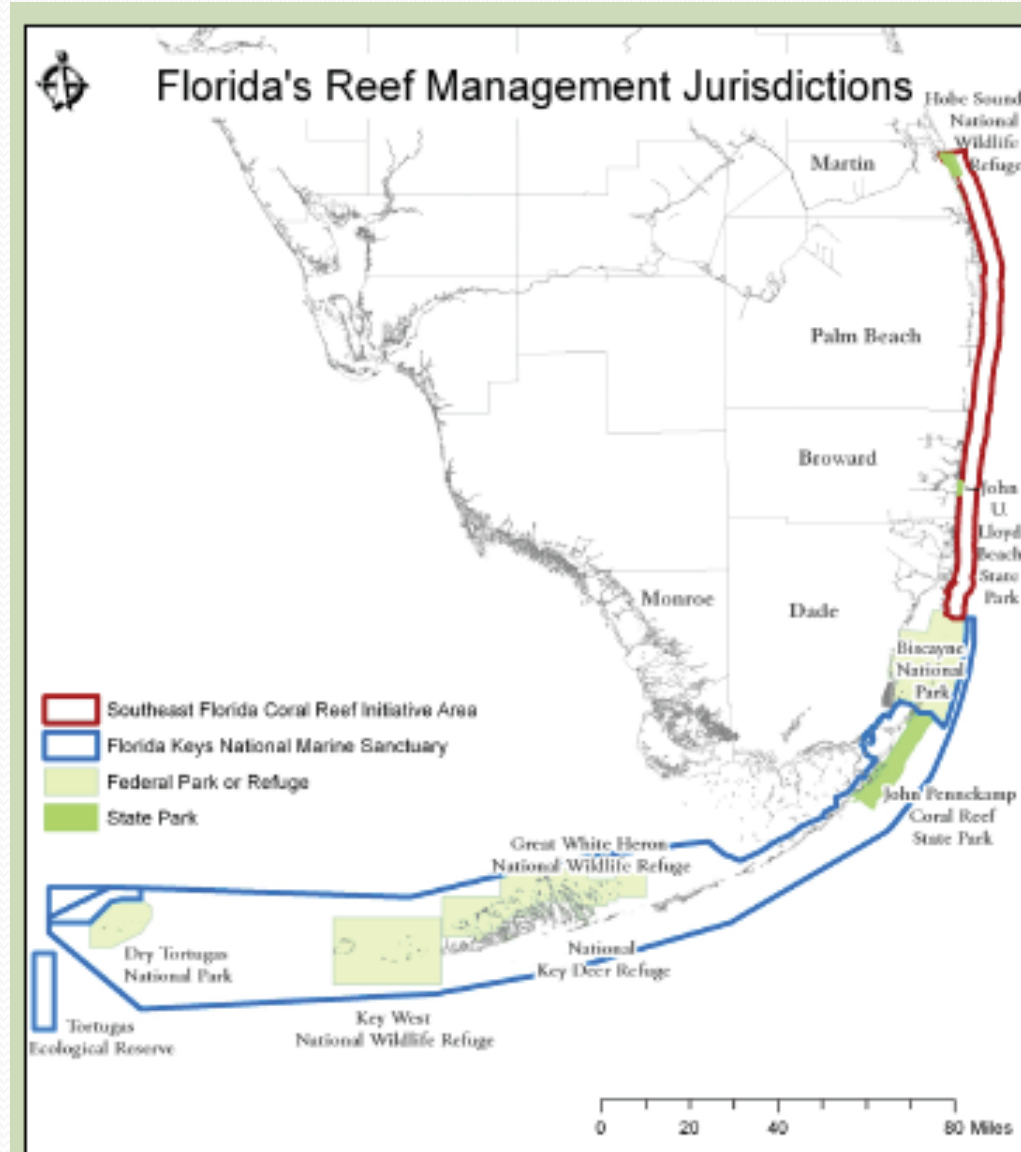 Florida's Reef Management Jurisdictions
Hobe Sound
National
Wildlife
Refuge
Martin
Palm Beach
Broward
John
U.
Lloyd
Beach
State
Park
Monroe
Dade
Biscayne
National
Park
Southeast Florida Coral Reef Initiative Area
Florida Keys National Marine Sanctuary
Federal Park or Refuge
State Park
John Pennekamp
Coral Reef
State Park
Great White Heron
National Wildlife Refuge
Dry Tortugas
National Park
National
Key Deer Refuge
Key West
National Wildlife Refuge
Tortugas
Ecological Reserve
0 20 40 80 Miles